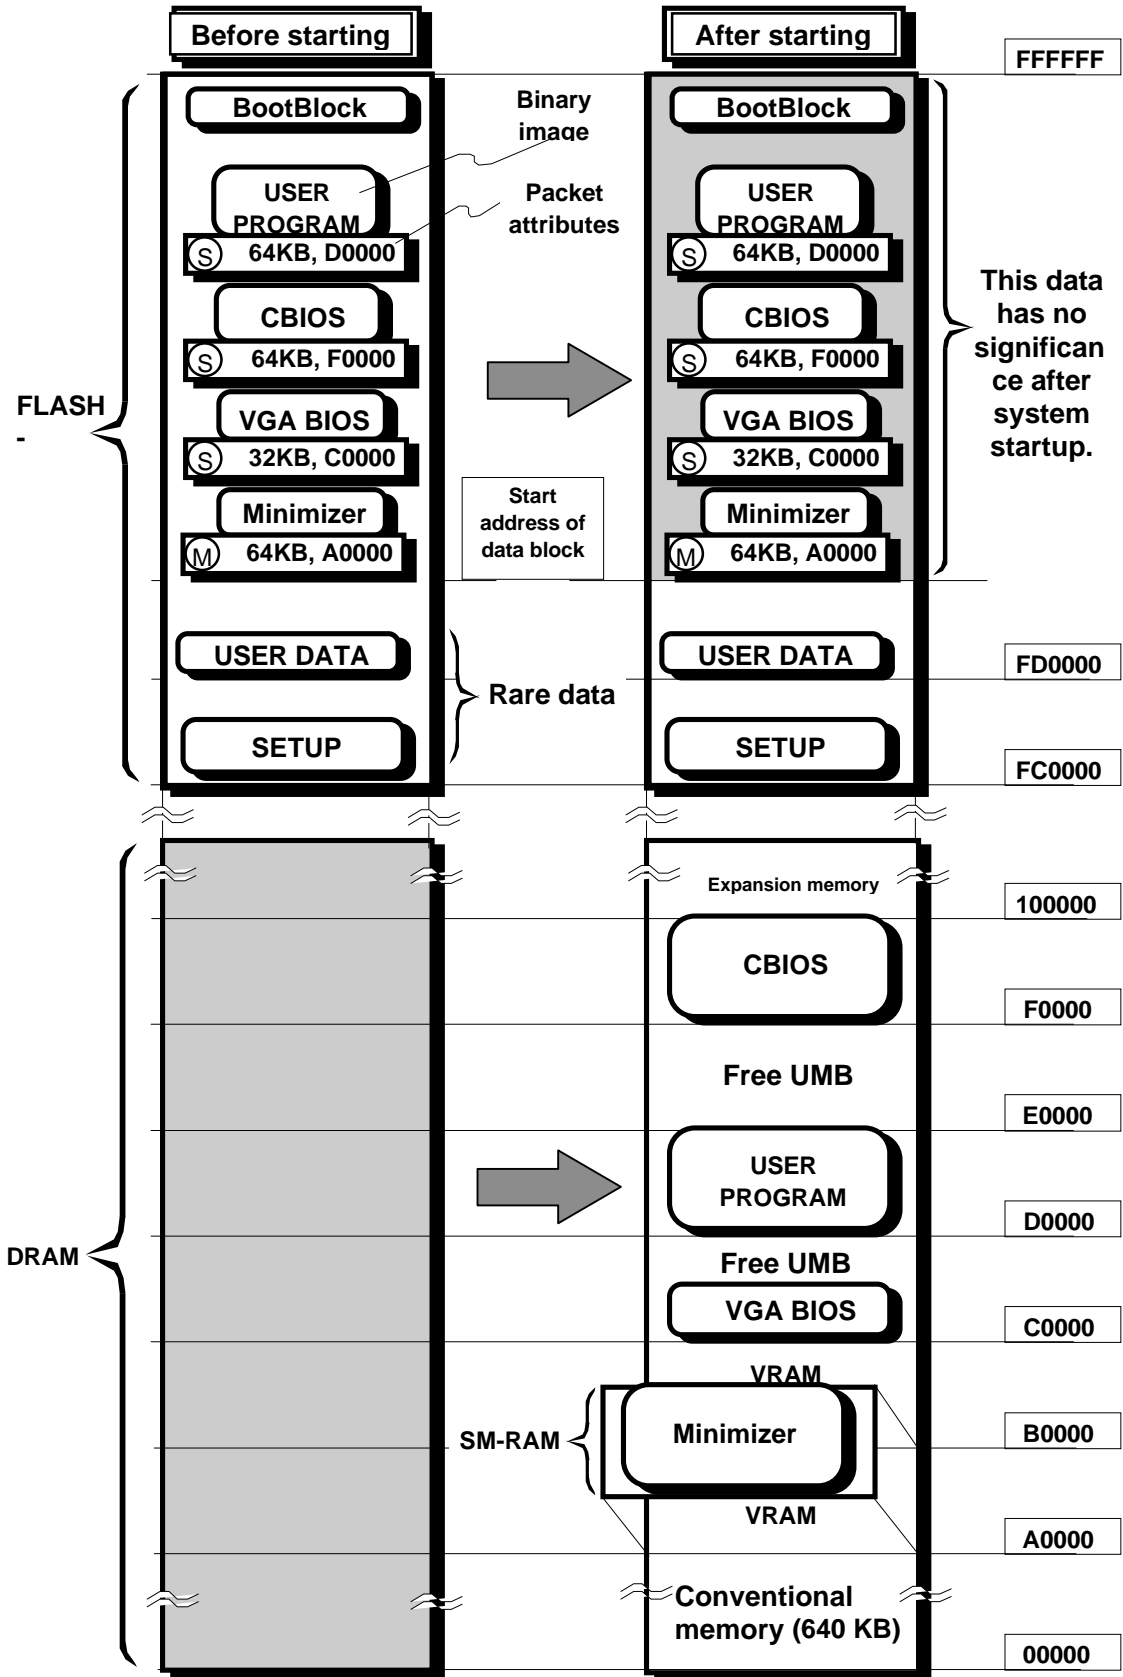 Before starting
After starting
FFFFFF
BootBlock
Binary
image
BootBlock
USER
PROGRAM
Packet
attributes
USER
PROGRAM
S 64KB, D0000
S 64KB, D0000
This data
has no
significan
ce after
system
startup.
CBIOS
CBIOS
S 64KB, F0000
S 64KB, F0000
FLASH
-
VGA BIOS
VGA BIOS
S 32KB, C0000
S 32KB, C0000
Start
address of
data block
Minimizer
Minimizer
M 64KB, A0000
M 64KB, A0000
USER DATA
USER DATA
FD0000
Rare data
SETUP
SETUP
FC0000
Expansion memory
100000
CBIOS
F0000
Free UMB
E0000
USER
PROGRAM
D0000
DRAM
Free UMB
VGA BIOS
C0000
VRAM
SM-RAM
Minimizer
B0000
VRAM
A0000
Conventional
memory (640 KB)
00000